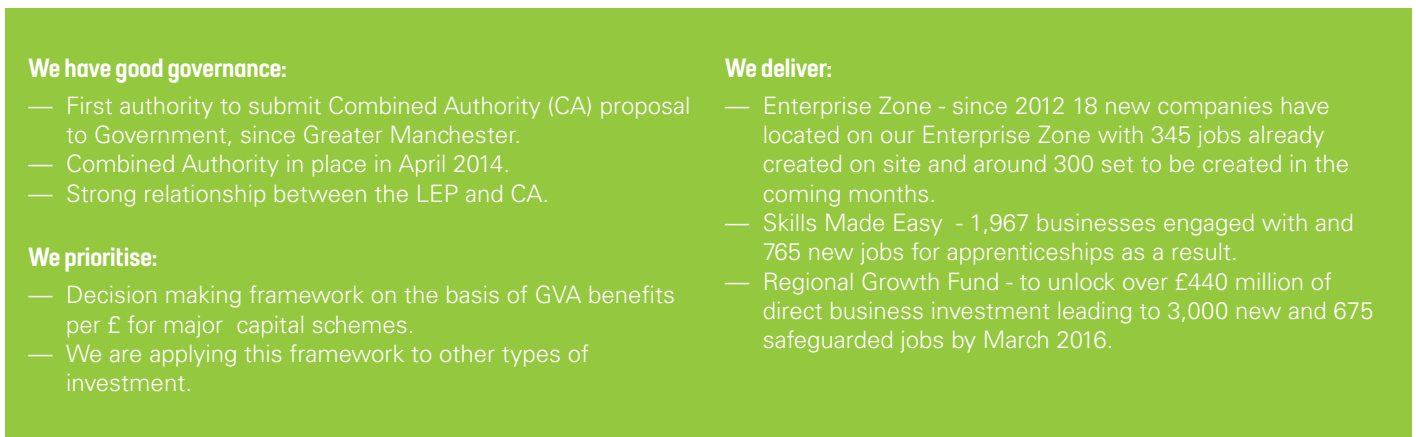 We have good governance:
— First authority to submit Combined Authority (CA) proposal
to Government, since Greater Manchester.
— Combined Authority in place in April 2014.
— Strong relationship between the LEP and CA.
We prioritise:
— Decision making framework on the basis of GVA benefits
per £ for major capital schemes.
— We are applying this framework to other types of
investment.
We deliver:
— Enterprise Zone - since 2012 18 new companies have
located on our Enterprise Zone with 345 jobs already
created on site and around 300 set to be created in the
coming months.
— Skills Made Easy - 1,967 businesses engaged with and
765 new jobs for apprenticeships as a result.
— Regional Growth Fund - to unlock over £440 million of
direct business investment leading to 3,000 new and 675
safeguarded jobs by March 2016.